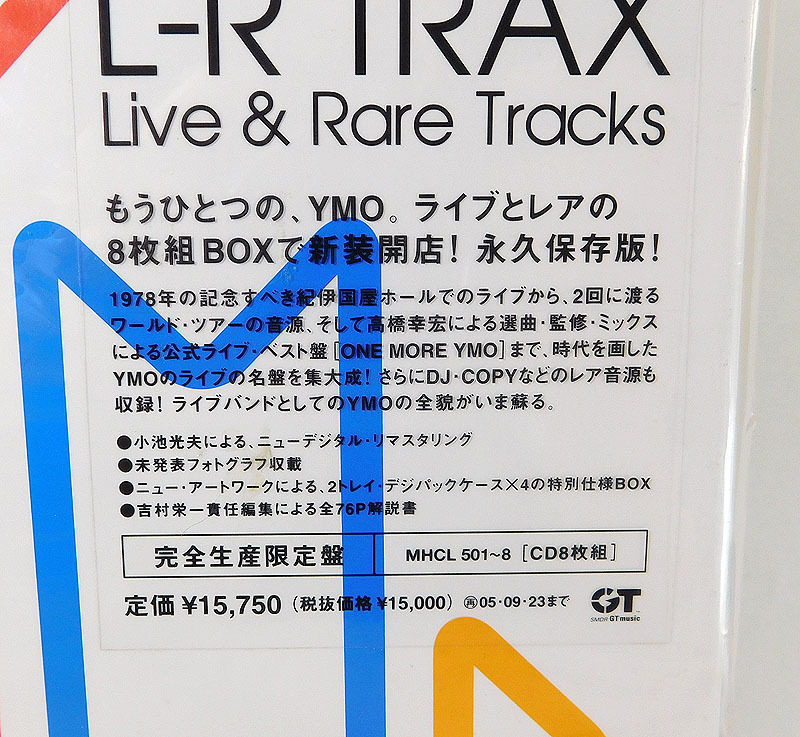 L-R TRAX
Live & Rare Tracks
もうひとつの、YMO。ライブとレアの
8枚組BOXで新装開店！永久保存版！
1978年の記念すべき紀伊国屋ホールでのライブから、2回に渡る
ワールド・ツアーの音源、そして高橋幸宏による選曲・監修・ミックス
による公式ライブ・ベスト盤［ONE MORE YMO］まで、時代を画した
YMOのライブの名盤を集大成！さらにDJ・COPYなどのレア音源も
収録！ライブバンドとしてのYMOの全貌がいま蘇る。
●小池光夫による、ニューデジタル・リマスタリング
●未発表フォトグラフ収載
●ニュー・アートワークによる、2トレイ・デジパックケース×4の特別仕様BOX
●吉村栄一責任編集による全76P解説書
完全生産限定盤 MHCL 501~8［CD8枚組］
定価¥15,750（税抜価格¥15,000）㊞05・09・23まで GT
SMDR GT music